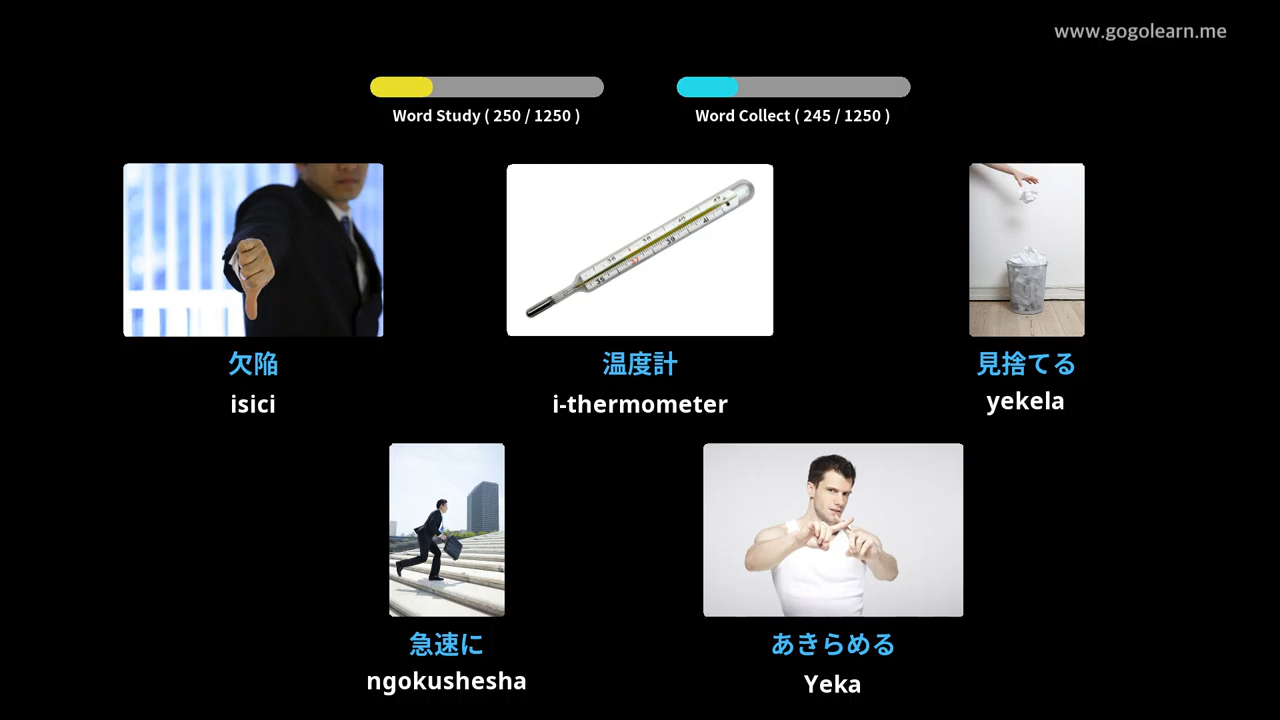 www.gogolearn.me
Word Study ( 250 / 1250 )
Word Collect ( 245 / 1250 )
欠陥
isici
温度計
i-thermometer
見捨てる
yekela
急速に
ngokushesha
あきらめる
Yeka